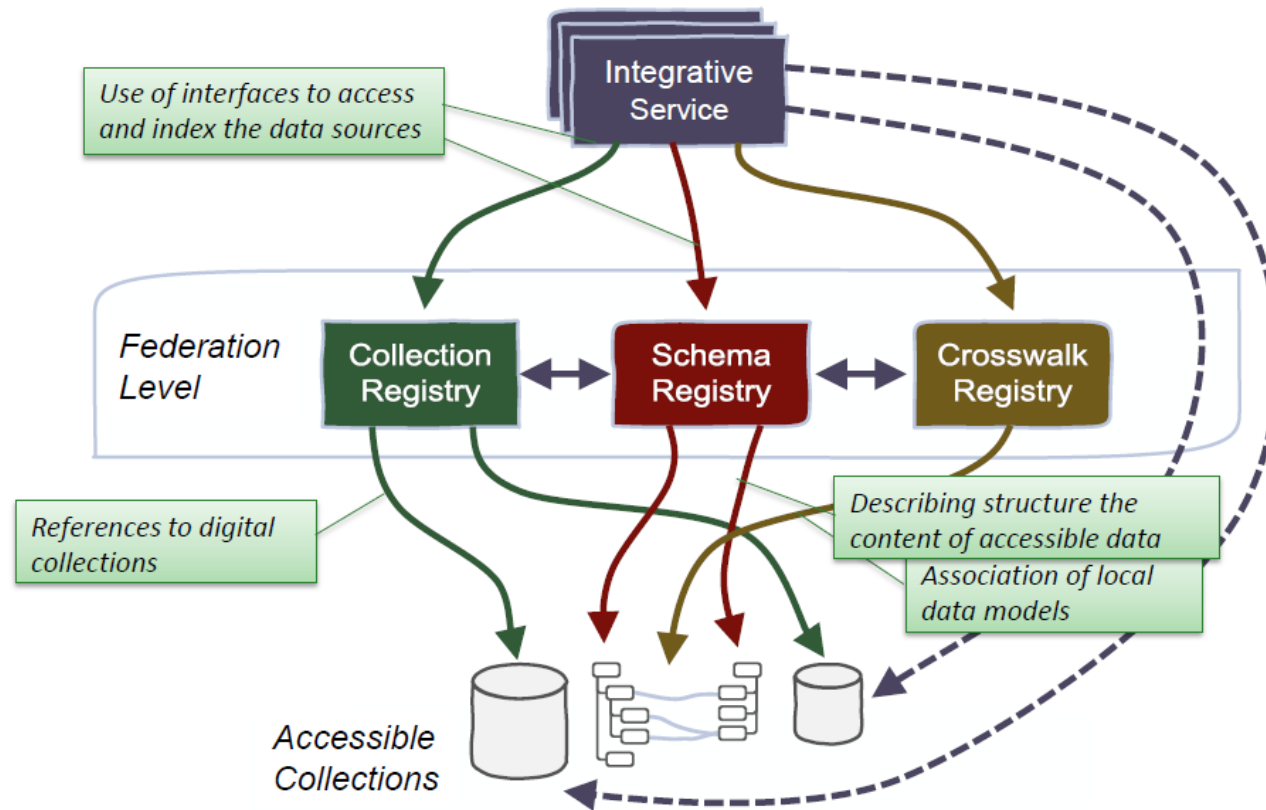 Integrative
Service
Use of interfaces to access
and index the data sources
Federation
Level
Collection
Registry
Schema
Registry
Crosswalk
Registry
References to digital
collections
Describing structure the
content of accessible data
Association of local
data models
Accessible
Collections